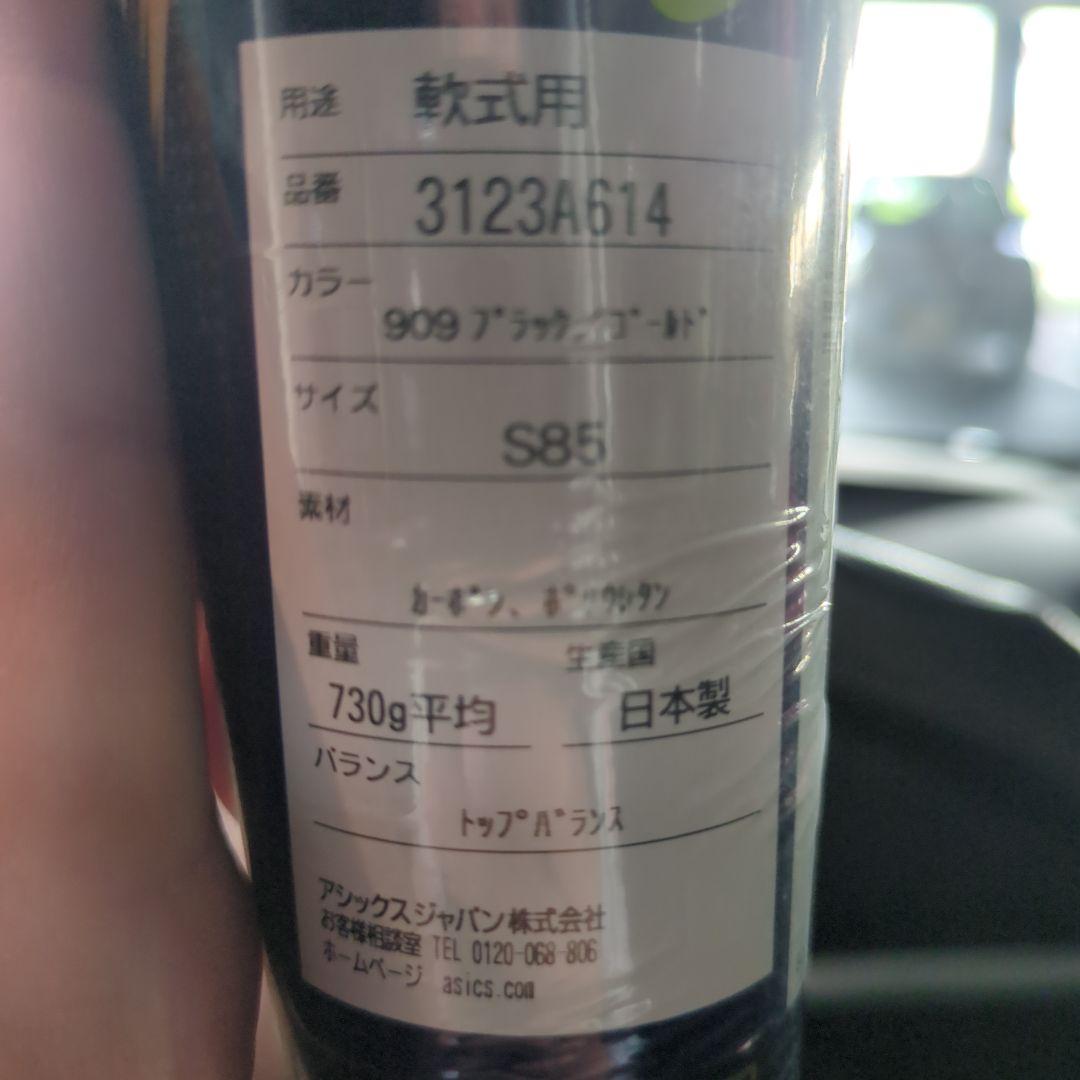 用途 軟式用
品番 3123A614
カラー
909 ﾌﾞﾗｯｸ/ｺﾞｰﾙﾄﾞ
サイズ
S85
素材
ｶｰﾎﾞﾝ、ﾎﾟﾘｳﾚﾀﾝ
重量 生産国
730g平均 日本製
バランス
ﾄｯﾌﾟﾊﾞﾗﾝｽ
アシックスジャパン株式会社
お客様相談室 TEL 0120-068-806
ホームページ asics.com